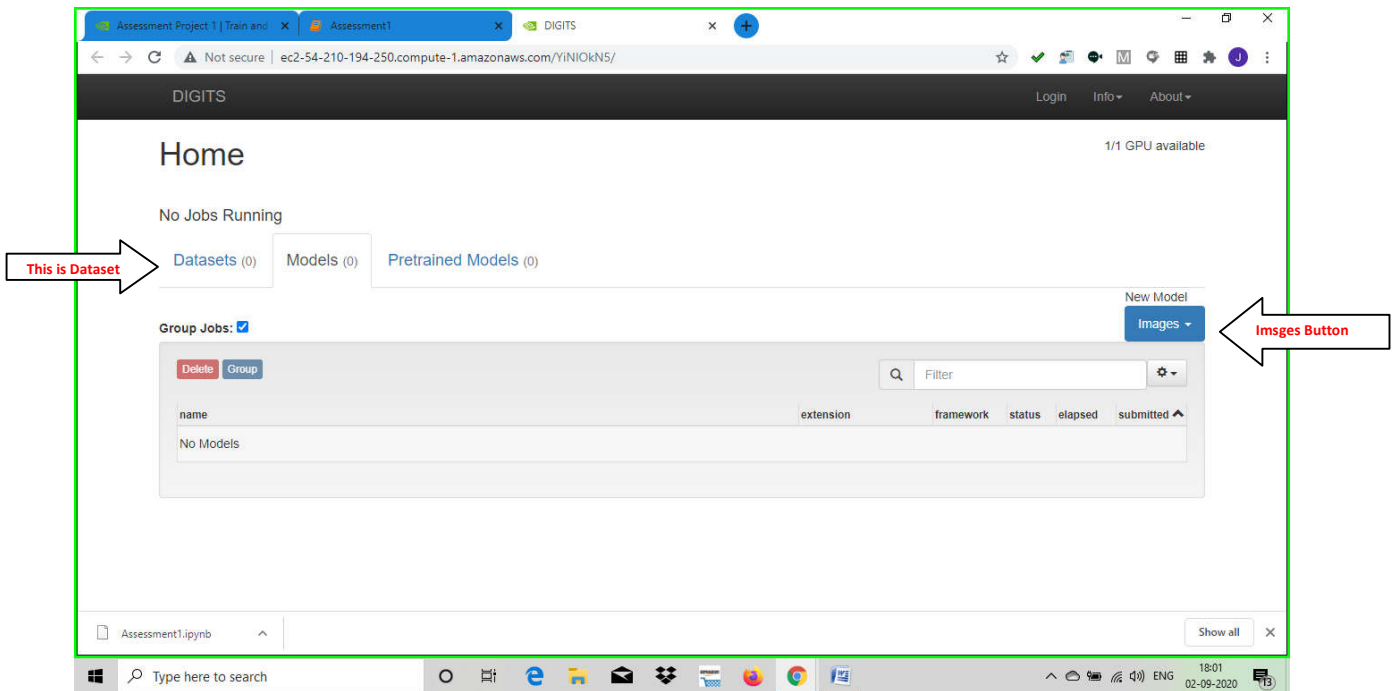 Assessment Project 1 | Train and
Assessment1
DIGITS
Not secure | ec2-54-210-194-250.compute-1.amazonaws.com/YiNIOkN5/
J
DIGITS
Login Info About
Home
1/1 GPU available
No Jobs Running
This is Dataset
Datasets (0) Models (0) Pretrained Models (0)
New Model
Images
Imsges Button
Group Jobs:
Delete Group
Filter
name extension framework status elapsed submitted
No Models
Assessment1.ipynb
Show all
Type here to search
ENG
18:01
02-09-2020
13